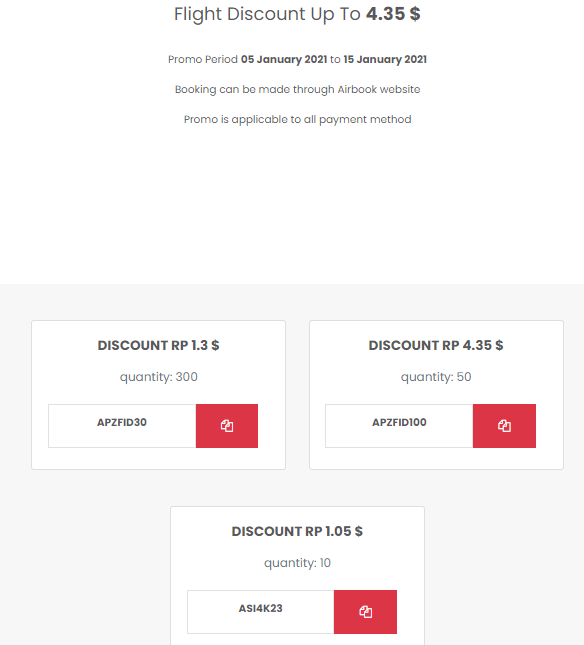 Flight Discount Up To 4.35 $
Promo Period 05 January 2021 to 15 January 2021
Booking can be made through Airbook website
Promo is applicable to all payment method
DISCOUNT RP 1.3 $
quantity: 300
APZFID30
DISCOUNT RP 4.35 $
quantity: 50
APZFID100
DISCOUNT RP 1.05 $
quantity: 10
ASI4K23